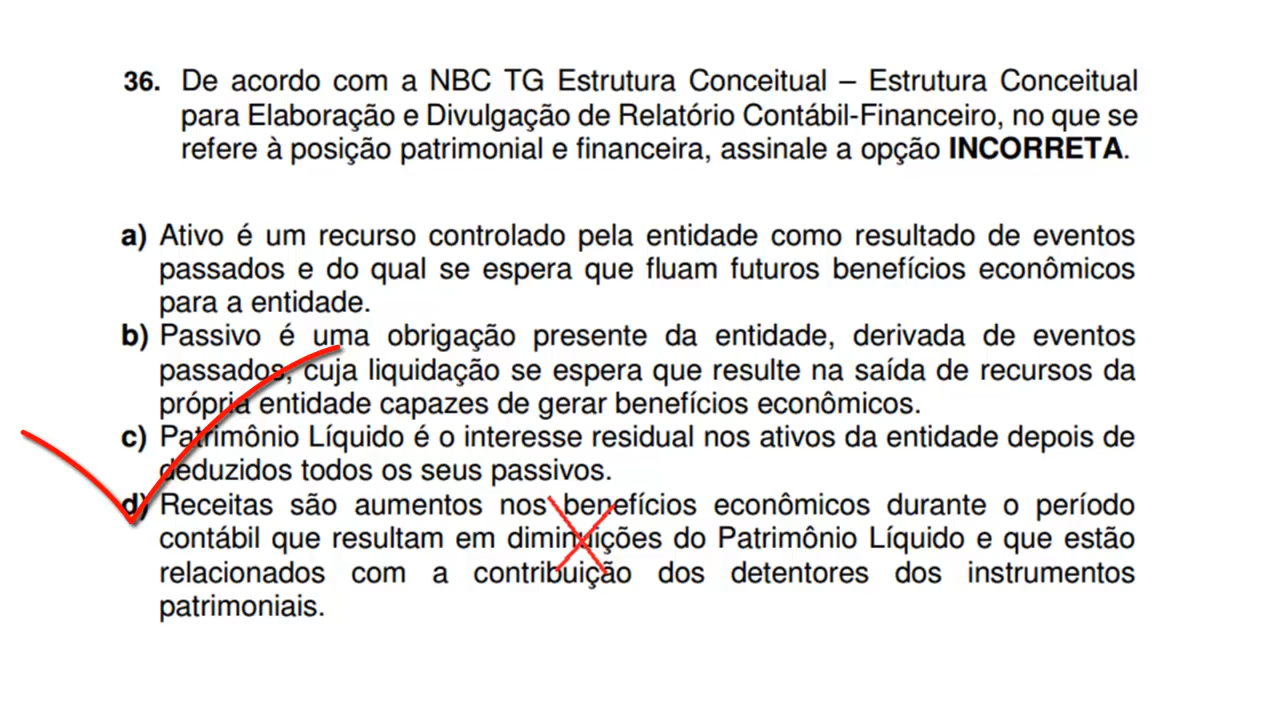 36. De acordo com a NBC TG Estrutura Conceitual – Estrutura Conceitual
para Elaboração e Divulgação de Relatório Contábil-Financeiro, no que se
refere à posição patrimonial e financeira, assinale a opção INCORRETA.
a) Ativo é um recurso controlado pela entidade como resultado de eventos
passados e do qual se espera que fluam futuros benefícios econômicos
para a entidade.
b) Passivo é uma obrigação presente da entidade, derivada de eventos
passados, cuja liquidação se espera que resulte na saída de recursos da
própria entidade capazes de gerar benefícios econômicos.
c) Patrimônio Líquido é o interesse residual nos ativos da entidade depois de
deduzidos todos os seus passivos.
d) Receitas são aumentos nos benefícios econômicos durante o período
contábil que resultam em diminuições do Patrimônio Líquido e que estão
relacionados com a contribuição dos detentores dos instrumentos
patrimoniais.